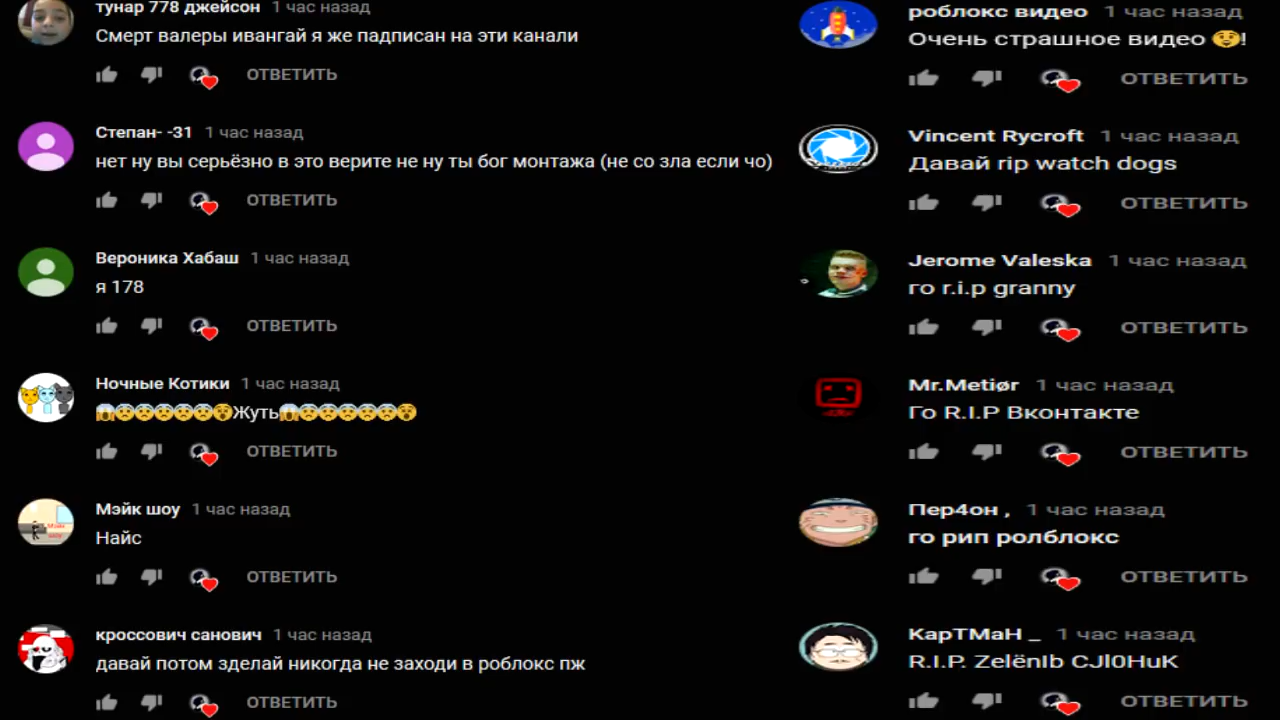 тунар 778 джейсон 1 час назад
Смерт валеры ивангай я же падписан на эти канали
ОТВЕТИТЬ
Степан- -31 1 час назад
нет ну вы серьёзно в это верите не ну ты бог монтажа (не со зла если чо)
ОТВЕТИТЬ
Вероника Хабаш 1 час назад
я 178
ОТВЕТИТЬ
Ночные Котики 1 час назад
😱😨😨😨😨😨😲Жуть😱😨😨😨😨😨😲
ОТВЕТИТЬ
Мэйк шоу 1 час назад
Найс
ОТВЕТИТЬ
кроссович санович 1 час назад
давай потом зделай никогда не заходи в роблокс пж
ОТВЕТИТЬ
роблокс видео 1 час назад
Очень страшное видео 😲!
ОТВЕТИТЬ
Vincent Rycroft 1 час назад
Давай rip watch dogs
ОТВЕТИТЬ
Jerome Valeska 1 час назад
го r.i.p granny
ОТВЕТИТЬ
Mr.Metiør 1 час назад
Го R.I.P Вконтакте
ОТВЕТИТЬ
Пер4он , 1 час назад
го рип ролблокс
ОТВЕТИТЬ
КарТМаН _ 1 час назад
R.I.P. ZelënIb CJl0HuK
ОТВЕТИТЬ